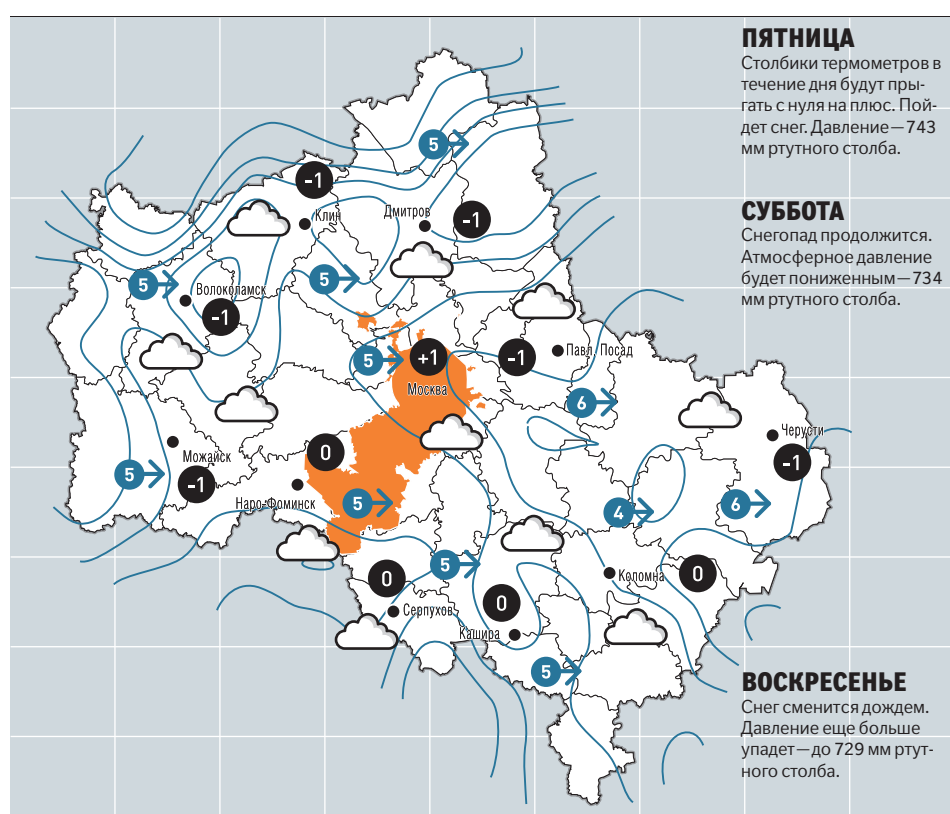 ПЯТНИЦА
Столбики термометров в
течение дня будут пры-
гать с нуля на плюс. Пой-
дет снег. Давление—743
мм ртутного столба.
СУББОТА
Снегопад продолжится.
Атмосферное давление
будет пониженным—734
мм ртутного столба.
ВОСКРЕСЕНЬЕ
Снег сменится дождем.
Давление еще больше
упадет—до 729 мм ртут-
ного столба.
5
-1
Клин
Дмитров
-1
5
Волоколамск
-1
5
5
+1
Москва
-1
Павл. Посад
6
Черусти
-1
Можайск
5
-1
0
Наро-Фоминск
5
4
6
5
0
Серпухов
0
Кашира
Коломна
0
5